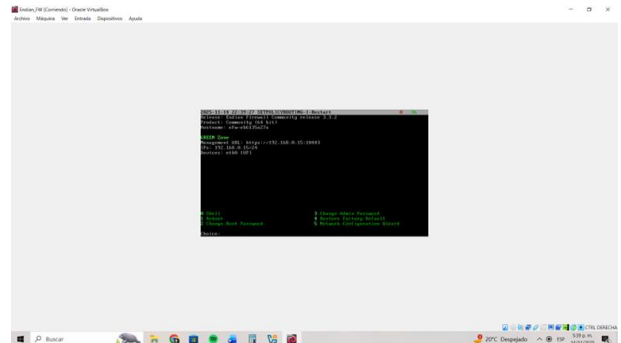 Endian_FW [Corriendo] - Oracle VirtualBox
Archivo Máquina Ver Entrada Dispositivos Ayuda
Release: Endian Firewall Community release 3.3.2
Product: Community (64 bit)
GREEN Zone
Management URL: https://192.168.0.15:10443
IPs: 192.168.0.15/24
Devices: eth0 [UP]
0 Shell 3 Change Admin Password
1 Reboot 4 Restore Factory Default
2 Change Root Password 5 Network Configuration Wizard
Choice:
CTRL DERECHA
Buscar
20°C Despejado
ESP
5:39 p. m.